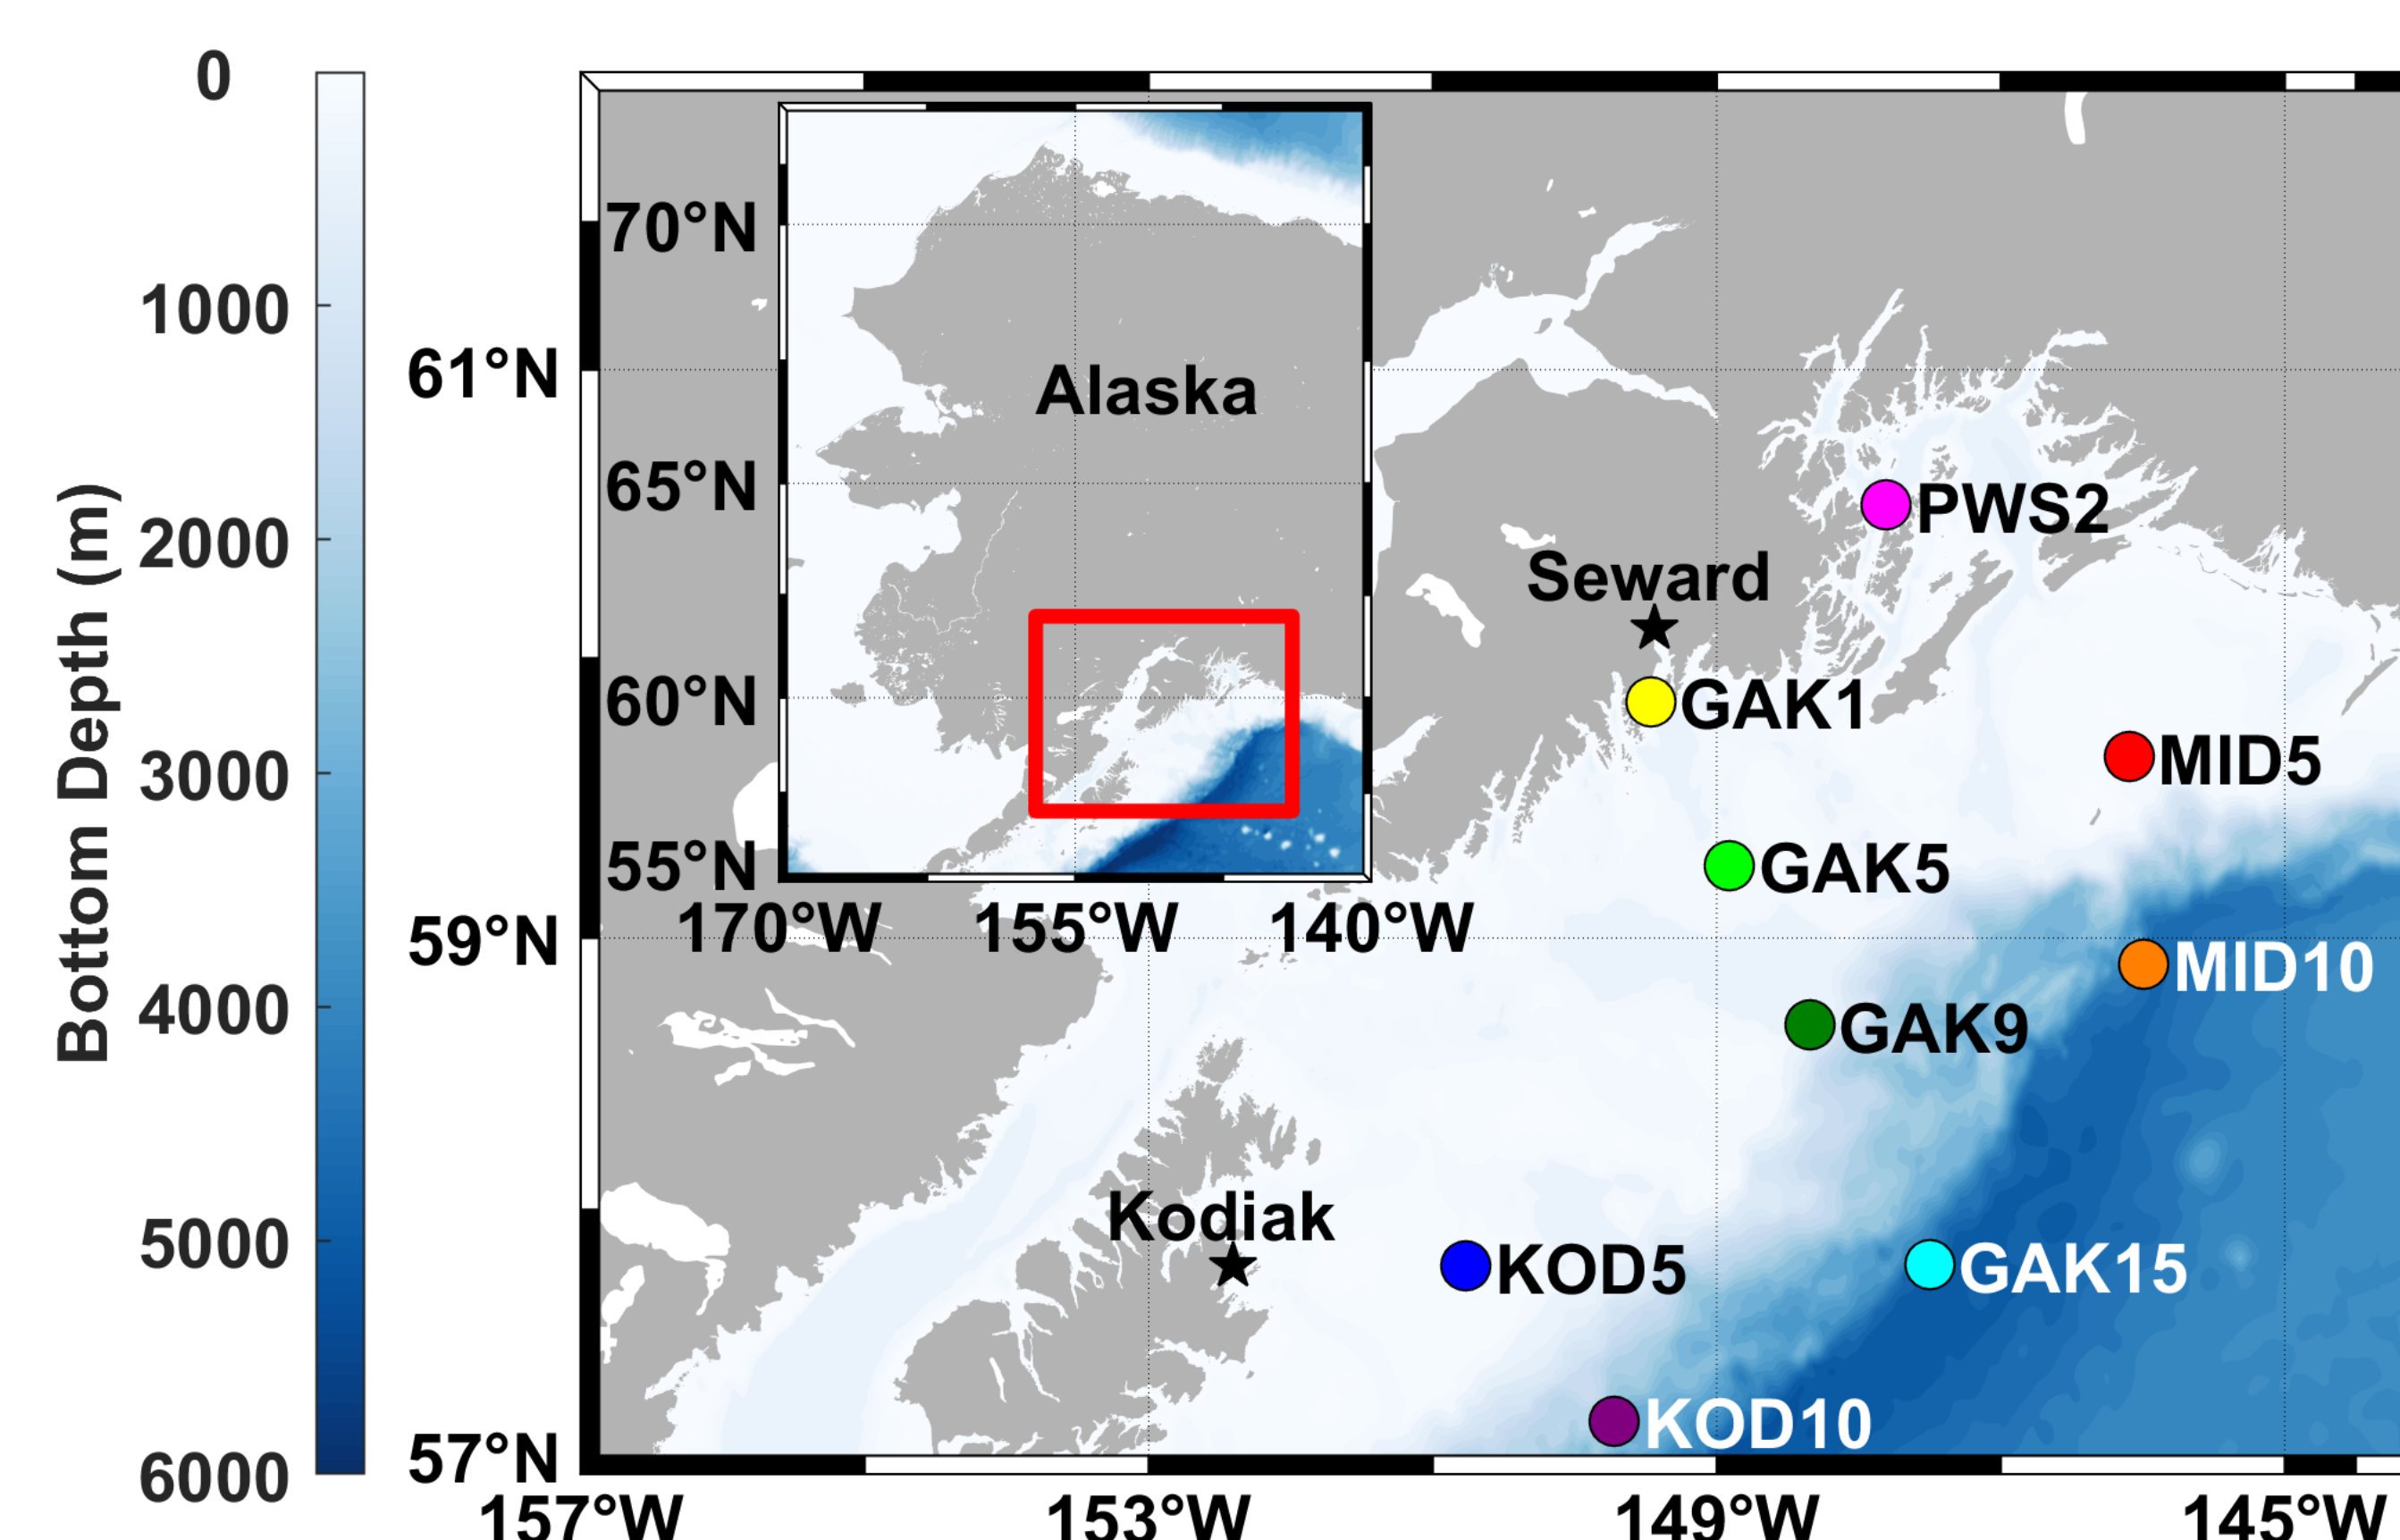 0
1000
2000
3000
4000
5000
6000
Bottom Depth (m)
61°N
59°N
57°N
157°W
153°W
149°W
145°W
70°N
65°N
60°N
55°N
170°W
155°W
140°W
Alaska
PWS2
Seward
GAK1
MID5
GAK5
MID10
GAK9
Kodiak
KOD5
GAK15
KOD10